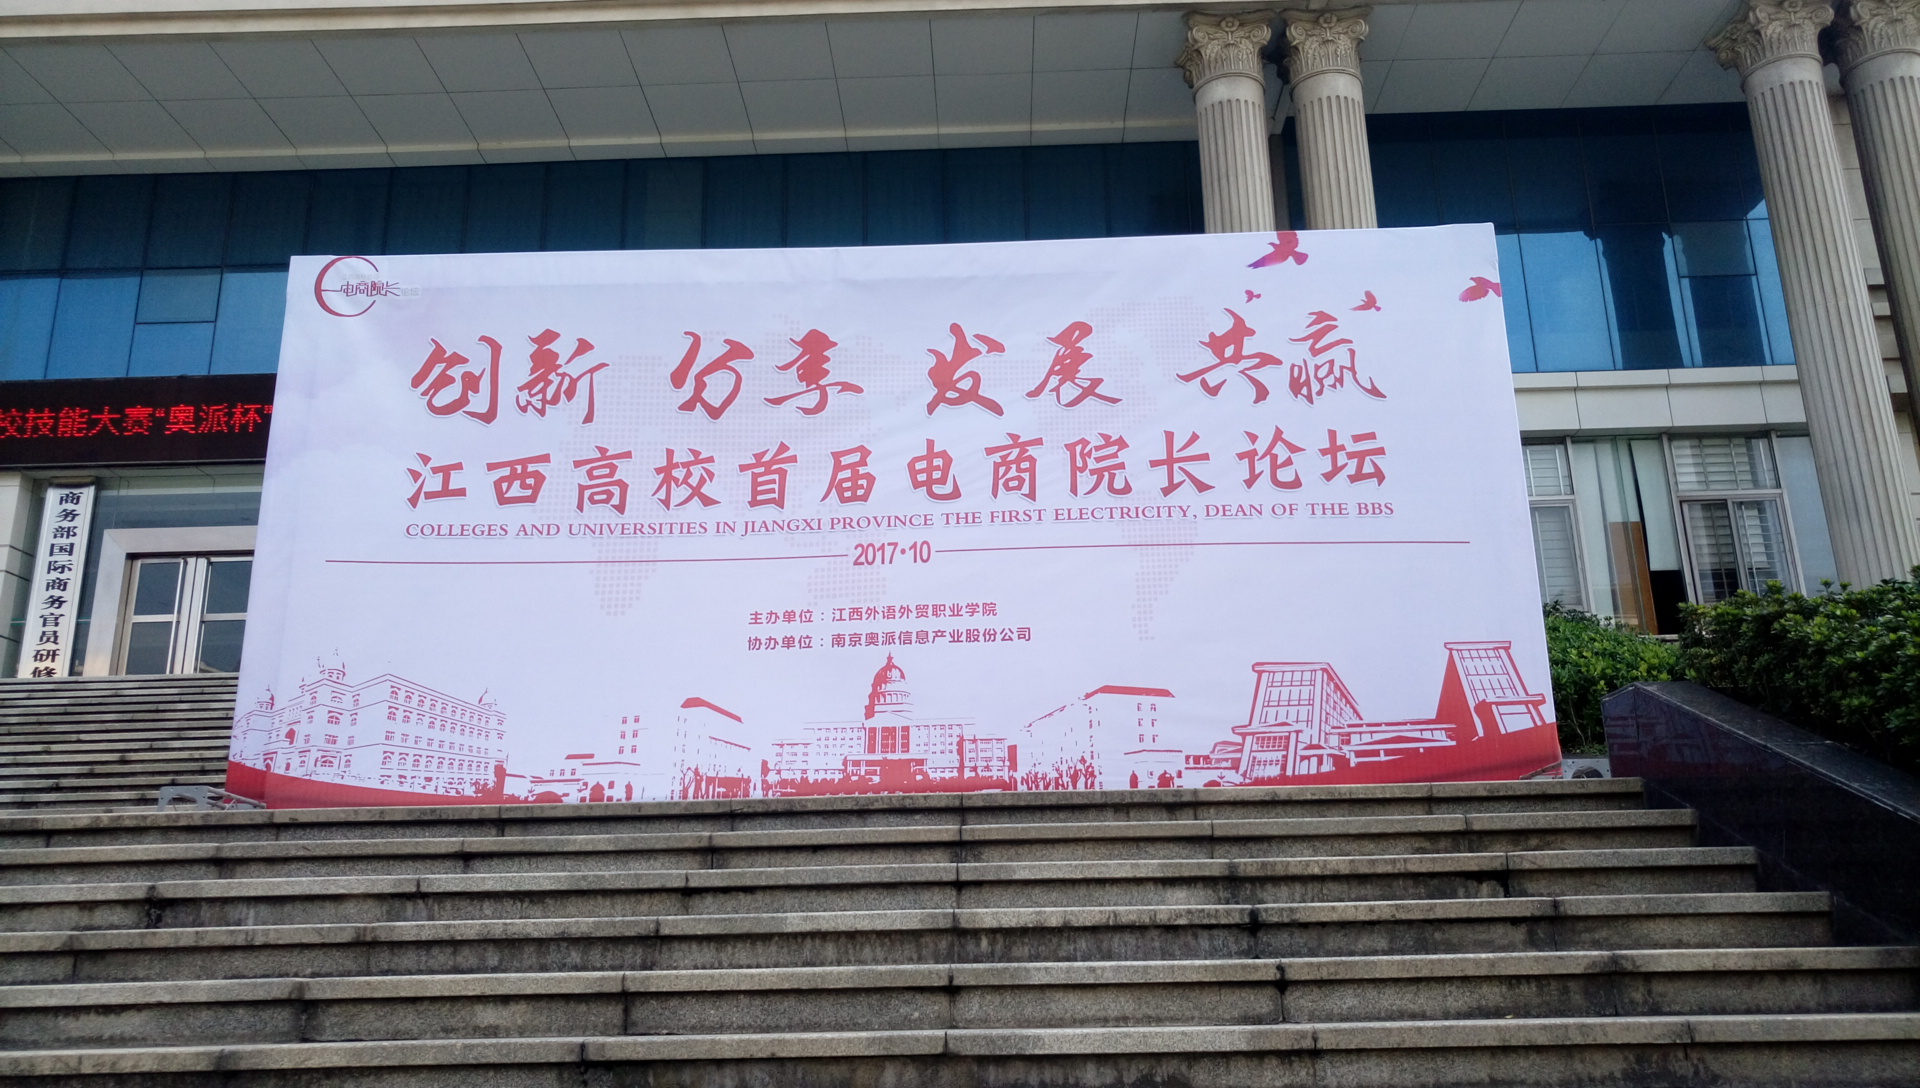 电商院长论坛
创新 分享 发展 共赢
江西高校首届电商院长论坛
COLLEGES AND UNIVERSITIES IN JIANGXI PROVINCE THE FIRST ELECTRICITY, DEAN OF THE BBS
2017•10
主办单位：江西外语外贸职业学院
协办单位：南京奥派信息产业股份公司
校技能大赛“奥派杯”
商务部国际商务官员研修